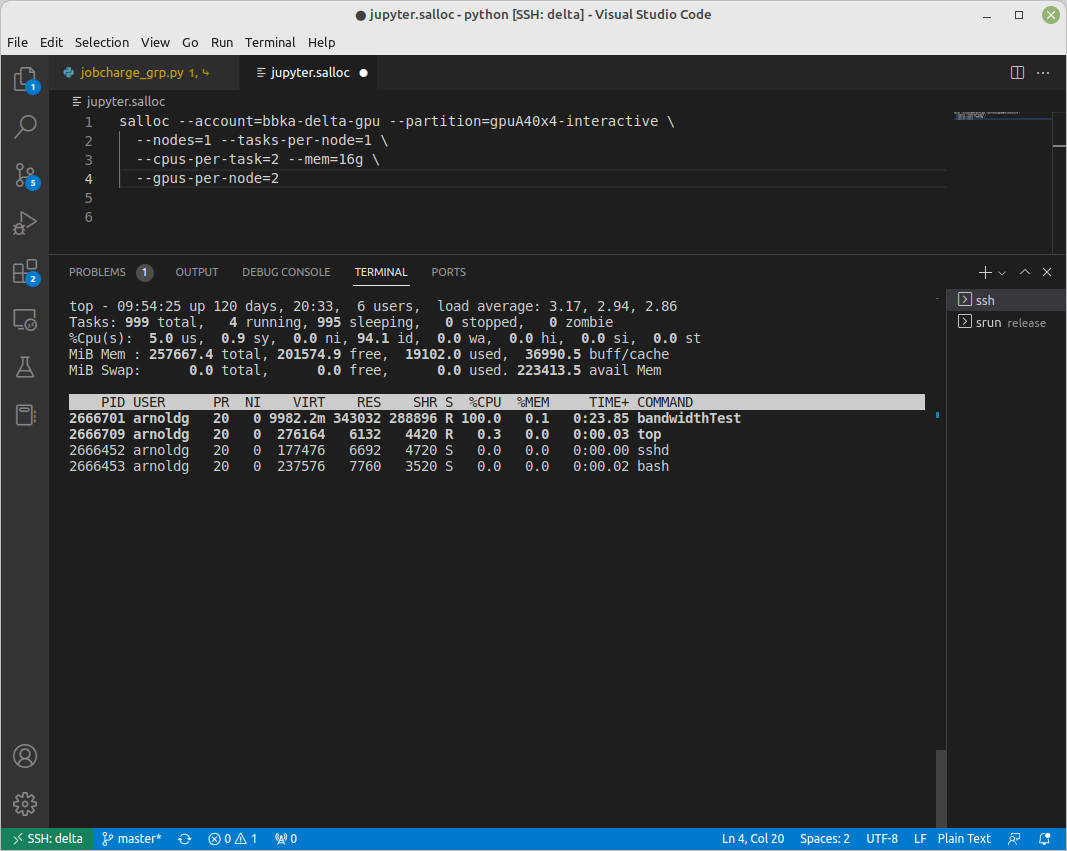 ● jupyter.salloc - python [SSH: delta] - Visual Studio Code
File Edit Selection View Go Run Terminal Help
1
jobcharge_grp.py 1,
jupyter.salloc ●
jupyter.salloc
1 salloc --account=bbka-delta-gpu --partition=gpuA40x4-interactive \
2   --nodes=1 --tasks-per-node=1 \
3   --cpus-per-task=2 --mem=16g \
4   --gpus-per-node=2
5
6
5
2
PROBLEMS 1 OUTPUT DEBUG CONSOLE TERMINAL PORTS
top - 09:54:25 up 120 days, 20:33,  6 users,  load average: 3.17, 2.94, 2.86
Tasks: 999 total,   4 running, 995 sleeping,   0 stopped,   0 zombie
%Cpu(s):  5.0 us,  0.9 sy,  0.0 ni, 94.1 id,  0.0 wa,  0.0 hi,  0.0 si,  0.0 st
MiB Mem : 257667.4 total, 201574.9 free,  19102.0 used,  36990.5 buff/cache
MiB Swap:      0.0 total,      0.0 free,      0.0 used. 223413.5 avail Mem
    PID USER      PR  NI    VIRT    RES    SHR S  %CPU  %MEM     TIME+ COMMAND
2666701 arnoldg   20   0 9982.2m 343032 288896 R 100.0   0.1   0:23.85 bandwidthTest
2666709 arnoldg   20   0  276164   6132   4420 R   0.3   0.0   0:00.03 top
2666452 arnoldg   20   0  177476   6692   4720 S   0.0   0.0   0:00.00 sshd
2666453 arnoldg   20   0  237576   7760   3520 S   0.0   0.0   0:00.02 bash
ssh
srun release
SSH: delta master* 0 1 0 Ln 4, Col 20 Spaces: 2 UTF-8 LF Plain Text